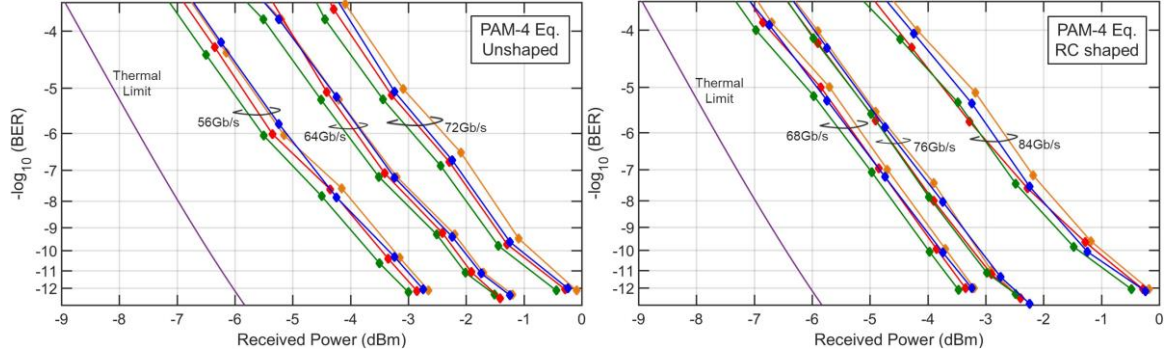 PAM-4 Eq.
Unshaped
Thermal
Limit
56Gb/s
64Gb/s
72Gb/s
-4
-5
-6
-7
-8
-9
-10
-11
-12
-log10 (BER)
-9 -8 -7 -6 -5 -4 -3 -2 -1 0
Received Power (dBm)
PAM-4 Eq.
RC shaped
Thermal
Limit
68Gb/s
76Gb/s
84Gb/s
-4
-5
-6
-7
-8
-9
-10
-11
-12
-log10 (BER)
-9 -8 -7 -6 -5 -4 -3 -2 -1 0
Received Power (dBm)